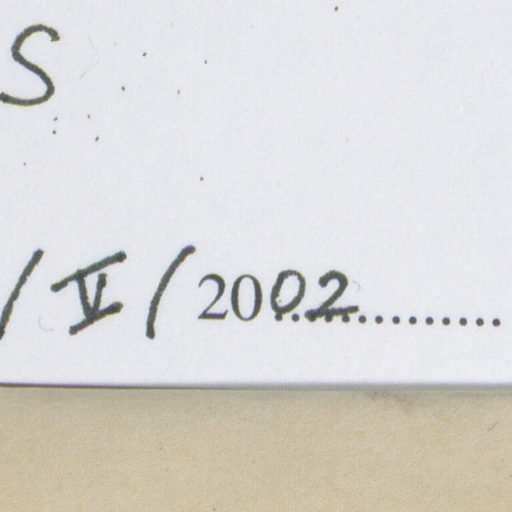 S
/ V / 2002..........